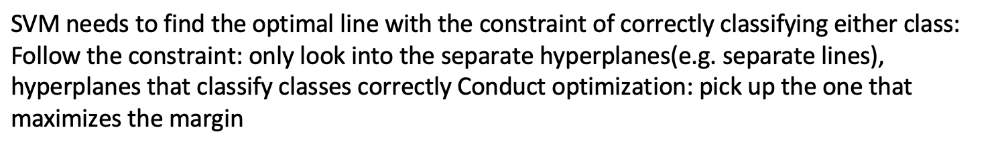 SVM needs to find the optimal line with the constraint of correctly classifying either class:
Follow the constraint: only look into the separate hyperplanes(e.g. separate lines),
hyperplanes that classify classes correctly Conduct optimization: pick up the one that
maximizes the margin